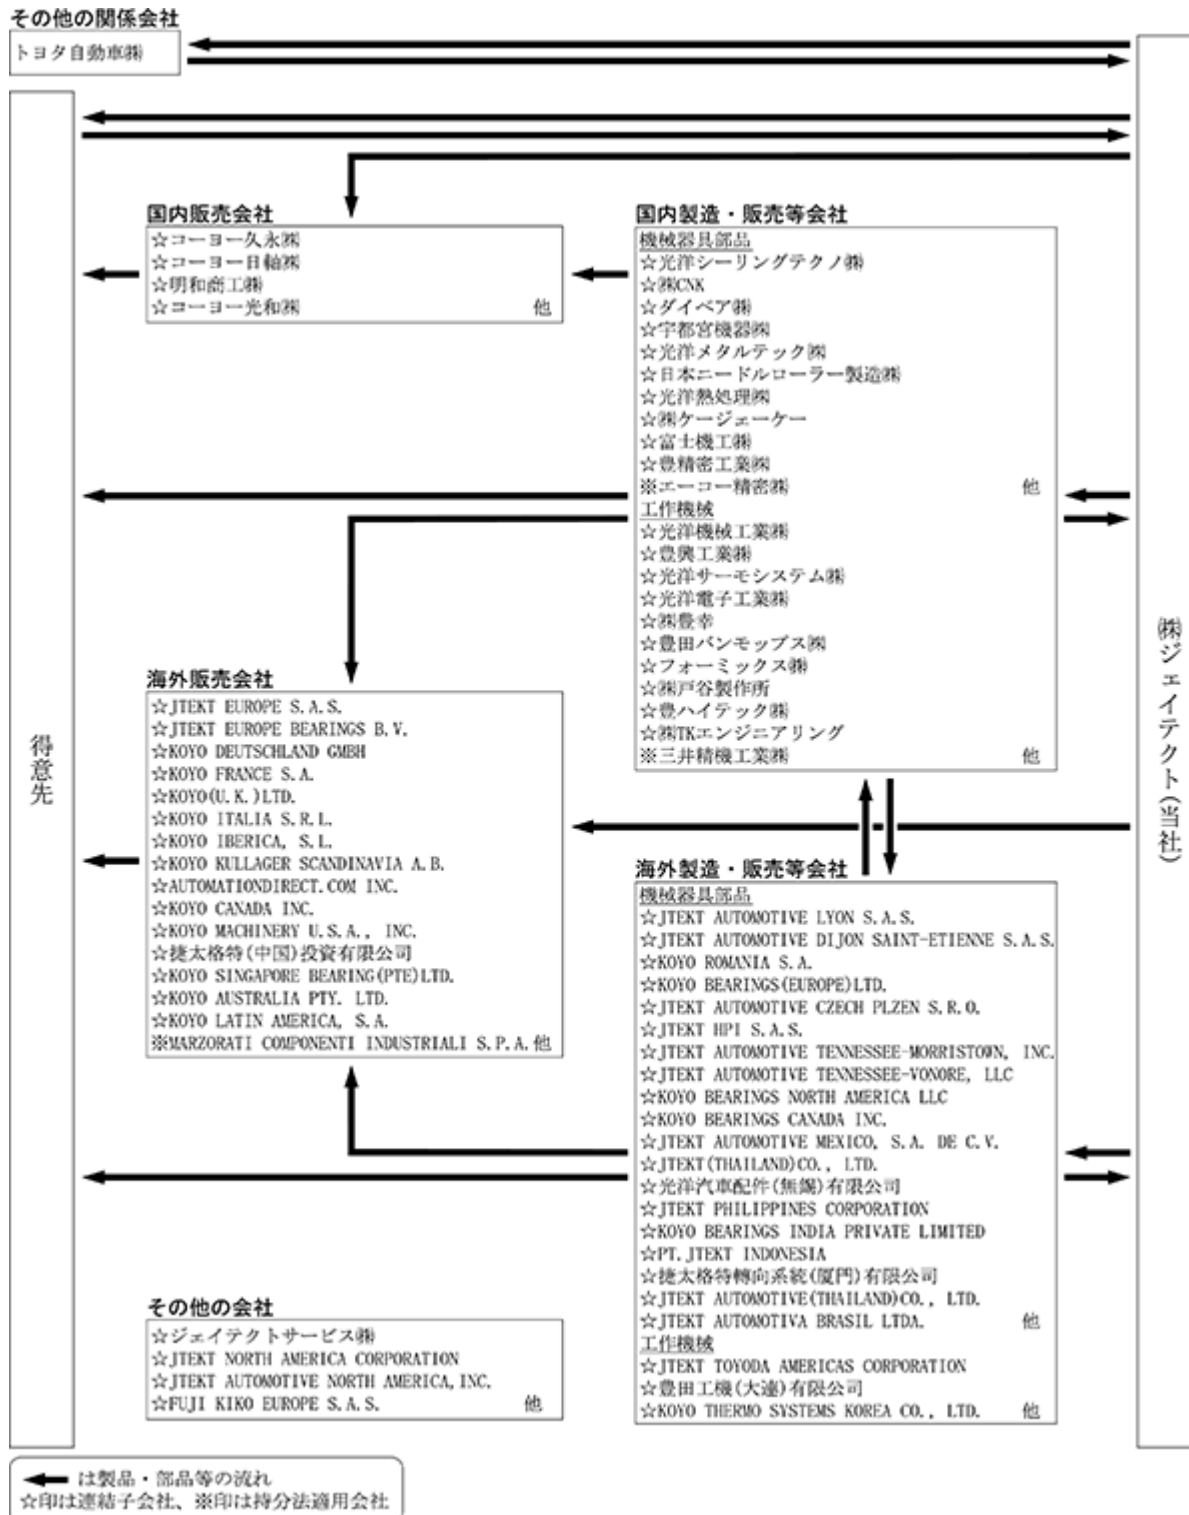 その他の関係会社
トヨタ自動車㈱
得意先
国内販売会社
☆コーヨー久永㈱
☆コーヨー日軸㈱
☆明和商工㈱
☆コーヨー光和㈱ 他
国内製造・販売等会社
機械器具部品
☆光洋シーリングテクノ㈱
☆㈱CNK
☆ダイベア㈱
☆宇都宮機器㈱
☆光洋メタルテック㈱
☆日本ニードルローラー製造㈱
☆光洋熱処理㈱
☆㈱ケージェーケー
☆富士機工㈱
☆豊精密工業㈱
※エーコー精密㈱ 他
工作機械
☆光洋機械工業㈱
☆豊興工業㈱
☆光洋サーモシステム㈱
☆光洋電子工業㈱
☆㈱豊幸
☆豊田バンモップス㈱
☆フォーミックス㈱
☆㈱戸谷製作所
☆豊ハイテック㈱
☆㈱TKエンジニアリング
※三井精機工業㈱ 他
海外販売会社
☆JTEKT EUROPE S.A.S.
☆JTEKT EUROPE BEARINGS B.V.
☆KOYO DEUTSCHLAND GMBH
☆KOYO FRANCE S.A.
☆KOYO(U.K.)LTD.
☆KOYO ITALIA S.R.L.
☆KOYO IBERICA, S.L.
☆KOYO KULLAGER SCANDINAVIA A.B.
☆AUTOMATIONDIRECT.COM INC.
☆KOYO CANADA INC.
☆KOYO MACHINERY U.S.A., INC.
☆捷太格特(中国)投資有限公司
☆KOYO SINGAPORE BEARING(PTE)LTD.
☆KOYO AUSTRALIA PTY. LTD.
☆KOYO LATIN AMERICA, S.A.
※MARZORATI COMPONENTI INDUSTRIALI S.P.A.他
海外製造・販売等会社
機械器具部品
☆JTEKT AUTOMOTIVE LYON S.A.S.
☆JTEKT AUTOMOTIVE DIJON SAINT-ETIENNE S.A.S.
☆KOYO ROMANIA S.A.
☆KOYO BEARINGS(EUROPE)LTD.
☆JTEKT AUTOMOTIVE CZECH PLZEN S.R.O.
☆JTEKT HPI S.A.S.
☆JTEKT AUTOMOTIVE TENNESSEE-MORRISTOWN, INC.
☆JTEKT AUTOMOTIVE TENNESSEE-VONORE, LLC
☆KOYO BEARINGS NORTH AMERICA LLC
☆KOYO BEARINGS CANADA INC.
☆JTEKT AUTOMOTIVE MEXICO, S.A. DE C.V.
☆JTEKT(THAILAND)CO., LTD.
☆光洋汽車配件(無錫)有限公司
☆JTEKT PHILIPPINES CORPORATION
☆KOYO BEARINGS INDIA PRIVATE LIMITED
☆PT.JTEKT INDONESIA
☆捷太格特轉向系統(厦門)有限公司
☆JTEKT AUTOMOTIVE(THAILAND)CO., LTD.
☆JTEKT AUTOMOTIVA BRASIL LTDA. 他
工作機械
☆JTEKT TOYODA AMERICAS CORPORATION
☆豊田工機(大連)有限公司
☆KOYO THERMO SYSTEMS KOREA CO., LTD. 他
その他の会社
☆ジェイテクトサービス㈱
☆JTEKT NORTH AMERICA CORPORATION
☆JTEKT AUTOMOTIVE NORTH AMERICA,INC.
☆FUJI KIKO EUROPE S.A.S. 他
㈱ジェイテクト(当社)
は製品・部品等の流れ
☆印は連結子会社、※印は持分法適用会社